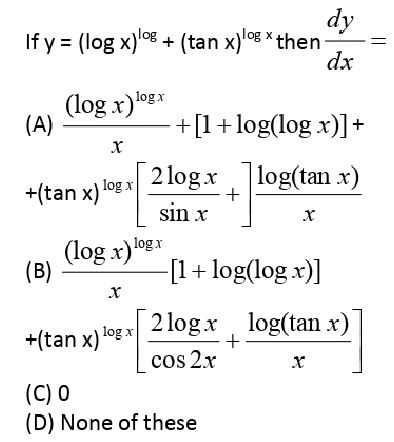 If y = (log x)^log + (tan x)^log x then dy/dx =
(A) (log x)^log x / x + [1 + log(log x)] +
+(tan x)^log x [2 log x / sin x + ] log(tan x) / x
(B) (log x)^log x / x [1 + log(log x)]
+(tan x)^log x [2 log x / cos 2x + log(tan x) / x]
(C) 0
(D) None of these